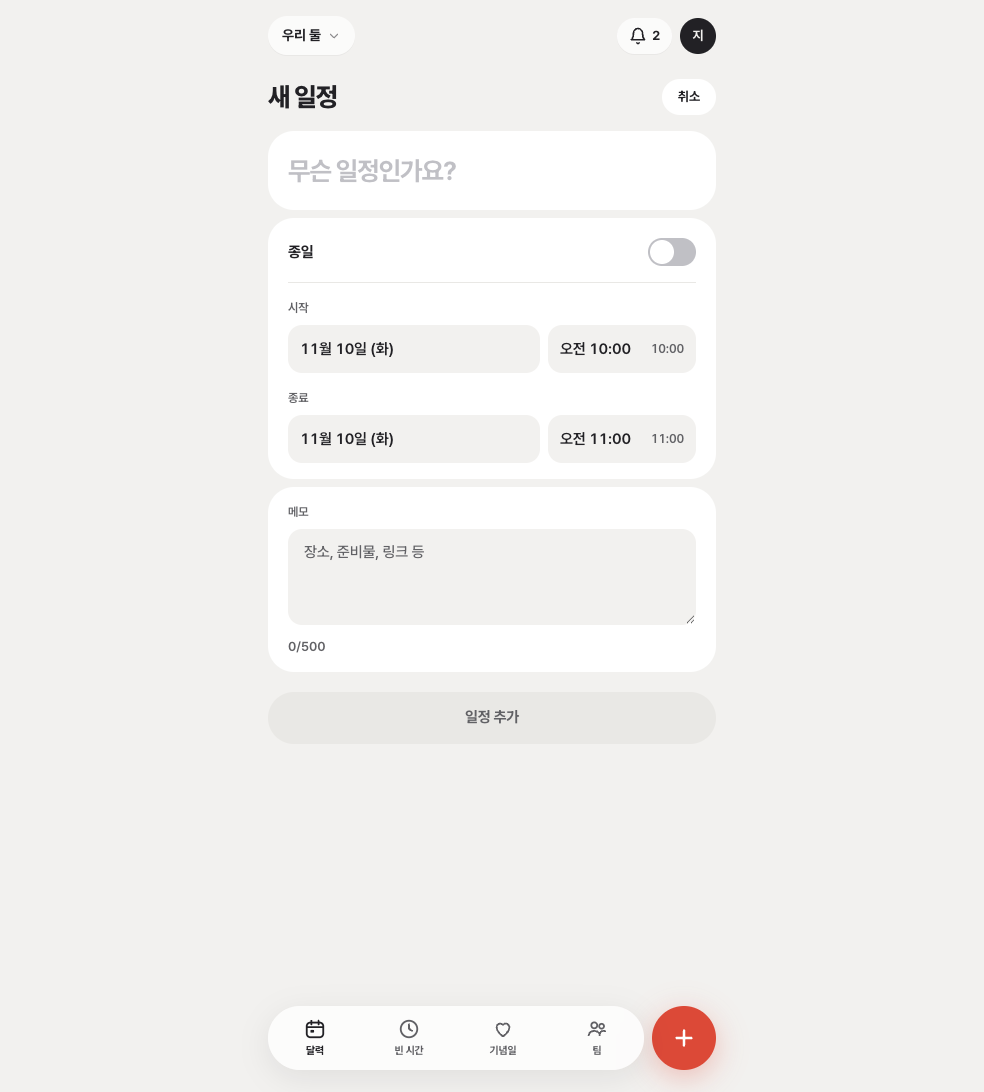 우리 둘
2
지
새 일정
취소
무슨 일정인가요?
종일
시작
11월 10일 (화)
오전 10:00
10:00
종료
11월 10일 (화)
오전 11:00
11:00
메모
장소, 준비물, 링크 등
0/500
일정 추가
달력
빈 시간
기념일
팀